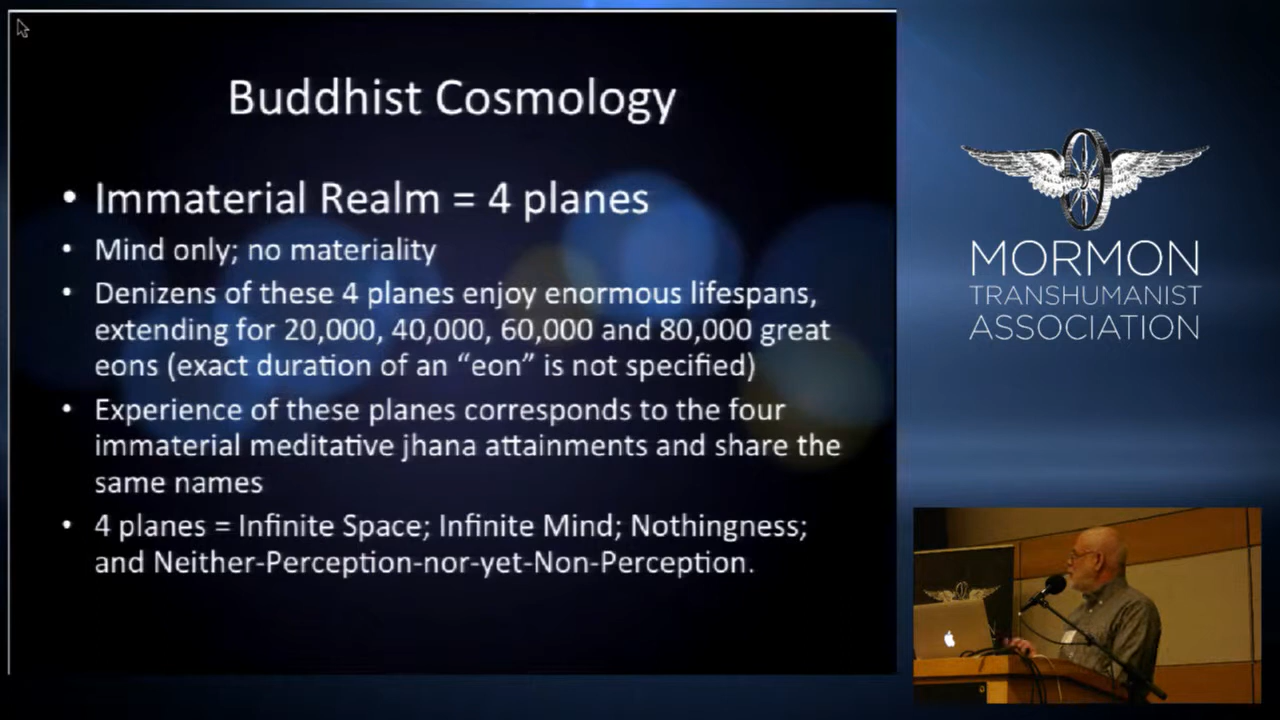 Buddhist Cosmology
• Immaterial Realm = 4 planes
• Mind only; no materiality
• Denizens of these 4 planes enjoy enormous lifespans,
extending for 20,000, 40,000, 60,000 and 80,000 great
eons (exact duration of an “eon” is not specified)
• Experience of these planes corresponds to the four
immaterial meditative jhana attainments and share the
same names
• 4 planes = Infinite Space; Infinite Mind; Nothingness;
and Neither-Perception-nor-yet-Non-Perception.
MORMON
TRANSHUMANIST
ASSOCIATION